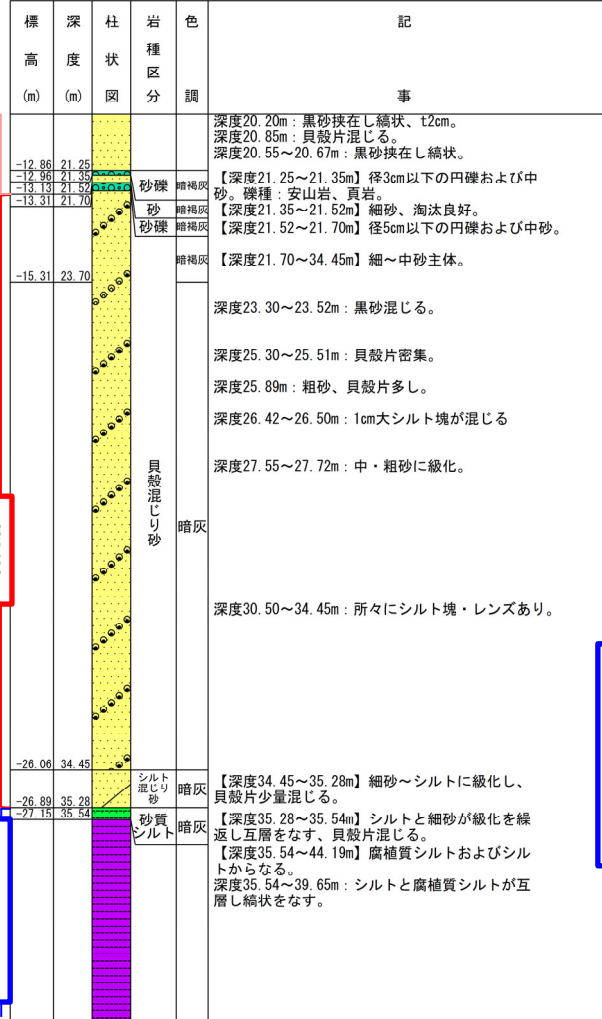 標高(m)
深度(m)
柱状図
岩種区分
色調
記事
深度20.20m：黒砂挟在し縞状、t2cm。
深度20.85m：貝殻片混じる。
深度20.55～20.67m：黒砂挟在し縞状。
-12.86 21.25
-12.96 21.35
-13.13 21.52
-13.31 21.70
砂礫 暗褐灰
【深度21.25～21.35m】径3cm以下の円礫および中
砂。礫種：安山岩、頁岩。
砂 暗褐灰
【深度21.35～21.52m】細砂、淘汰良好。
砂礫 暗褐灰
【深度21.52～21.70m】径5cm以下の円礫および中砂。
暗褐灰
【深度21.70～34.45m】細～中砂主体。
-15.31 23.70
深度23.30～23.52m：黒砂混じる。
深度25.30～25.51m：貝殻片密集。
深度25.89m：粗砂、貝殻片多し。
深度26.42～26.50m：1cm大シルト塊が混じる
深度27.55～27.72m：中・粗砂に級化。
貝殻混じり砂
暗灰
深度30.50～34.45m：所々にシルト塊・レンズあり。
-26.06 34.45
シルト
混じり
砂
暗灰
【深度34.45～35.28m】細砂～シルトに級化し、
貝殻片少量混じる。
-26.89 35.28
-27.15 35.54
砂質
シルト
暗灰
【深度35.28～35.54m】シルトと細砂が級化を繰
返し互層をなす、貝殻片混じる。
【深度35.54～44.19m】腐植質シルトおよびシル
トからなる。
深度35.54～39.65m：シルトと腐植質シルトが互
層し縞状をなす。